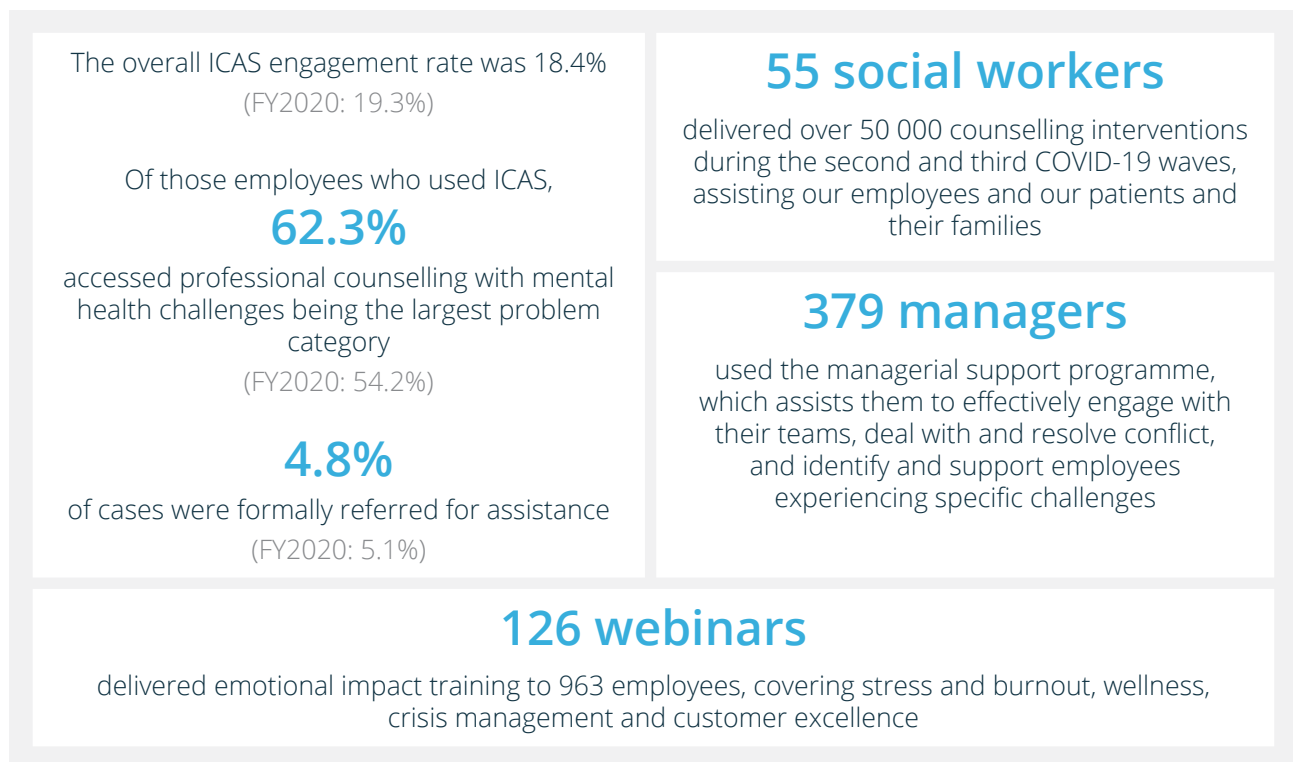 The overall ICAS engagement rate was 18.4%
(FY2020: 19.3%)
Of those employees who used ICAS,
62.3%
accessed professional counselling with mental
health challenges being the largest problem
category
(FY2020: 54.2%)
4.8%
of cases were formally referred for assistance
(FY2020: 5.1%)
55 social workers
delivered over 50 000 counselling interventions
during the second and third COVID-19 waves,
assisting our employees and our patients and
their families
379 managers
used the managerial support programme,
which assists them to effectively engage with
their teams, deal with and resolve conflict,
and identify and support employees
experiencing specific challenges
126 webinars
delivered emotional impact training to 963 employees, covering stress and burnout, wellness,
crisis management and customer excellence